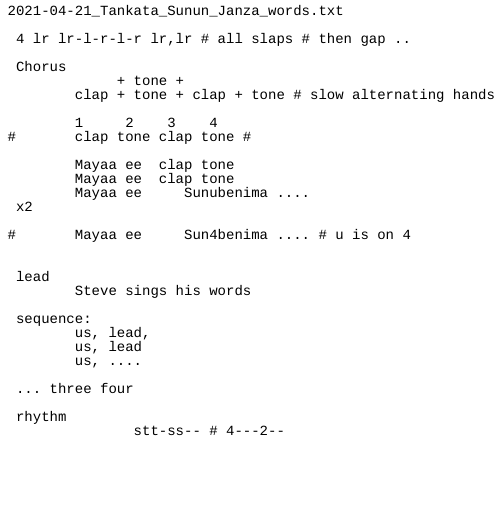 2021-04-21_Tankata_Sunun_Janza_words.txt
4 lr lr-l-r-l-r lr,lr # all slaps # then gap ..
Chorus
+ tone +
clap + tone + clap + tone # slow alternating hands
1 2 3 4
# clap tone clap tone #
Mayaa ee clap tone
Mayaa ee clap tone
Mayaa ee Sunubenima ....
x2
# Mayaa ee Sun4benima .... # u is on 4
lead
Steve sings his words
sequence:
us, lead,
us, lead
us, ....
... three four
rhythm
stt-ss-- # 4---2--